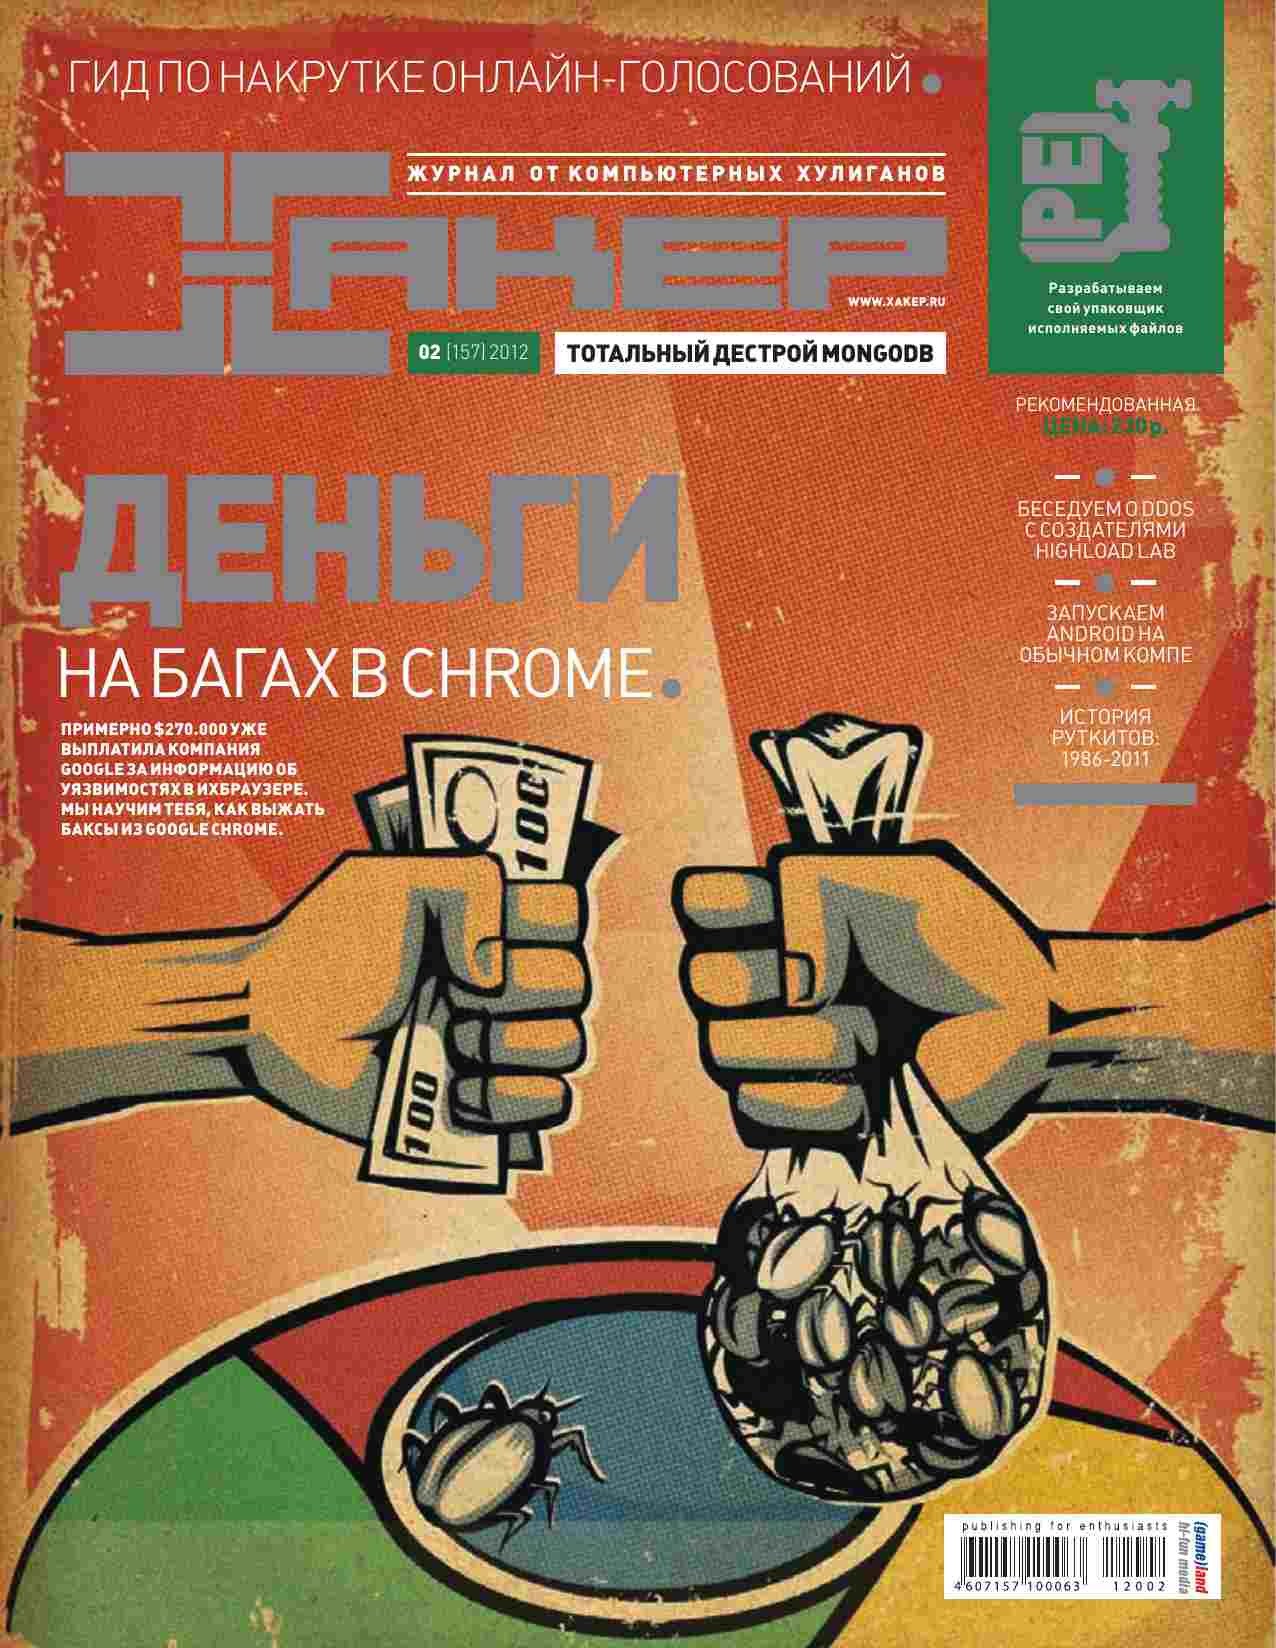 ГИД ПО НАКРУТКЕ ОНЛАЙН-ГОЛОСОВАНИЙ
ЖУРНАЛ ОТ КОМПЬЮТЕРНЫХ ХУЛИГАНОВ
ХАКЕР
WWW.XAKEP.RU
02 (157) 2012
ТОТАЛЬНЫЙ ДЕСТРОЙ MONGODB
PE
Разрабатываем
свой упаковщик
исполняемых файлов
РЕКОМЕНДОВАННАЯ
ЦЕНА: 230 р.
БЕСЕДУЕМ О DDOS
С СОЗДАТЕЛЯМИ
HIGHLOAD LAB
ЗАПУСКАЕМ
ANDROID НА
ОБЫЧНОМ КОМПЕ
ИСТОРИЯ
РУТКИТОВ:
1986-2011
ДЕНЬГИ
НА БАГАХ В CHROME
ПРИМЕРНО $270.000 УЖЕ
ВЫПЛАТИЛА КОМПАНИЯ
GOOGLE ЗА ИНФОРМАЦИЮ ОБ
УЯЗВИМОСТЯХ В ИХБРАУЗЕРЕ.
МЫ НАУЧИМ ТЕБЯ, КАК ВЫЖАТЬ
БАКСЫ ИЗ GOOGLE CHROME.
100
100
publishing for enthusiasts
4 607157 100063
12002
(game)land
hi-fun media